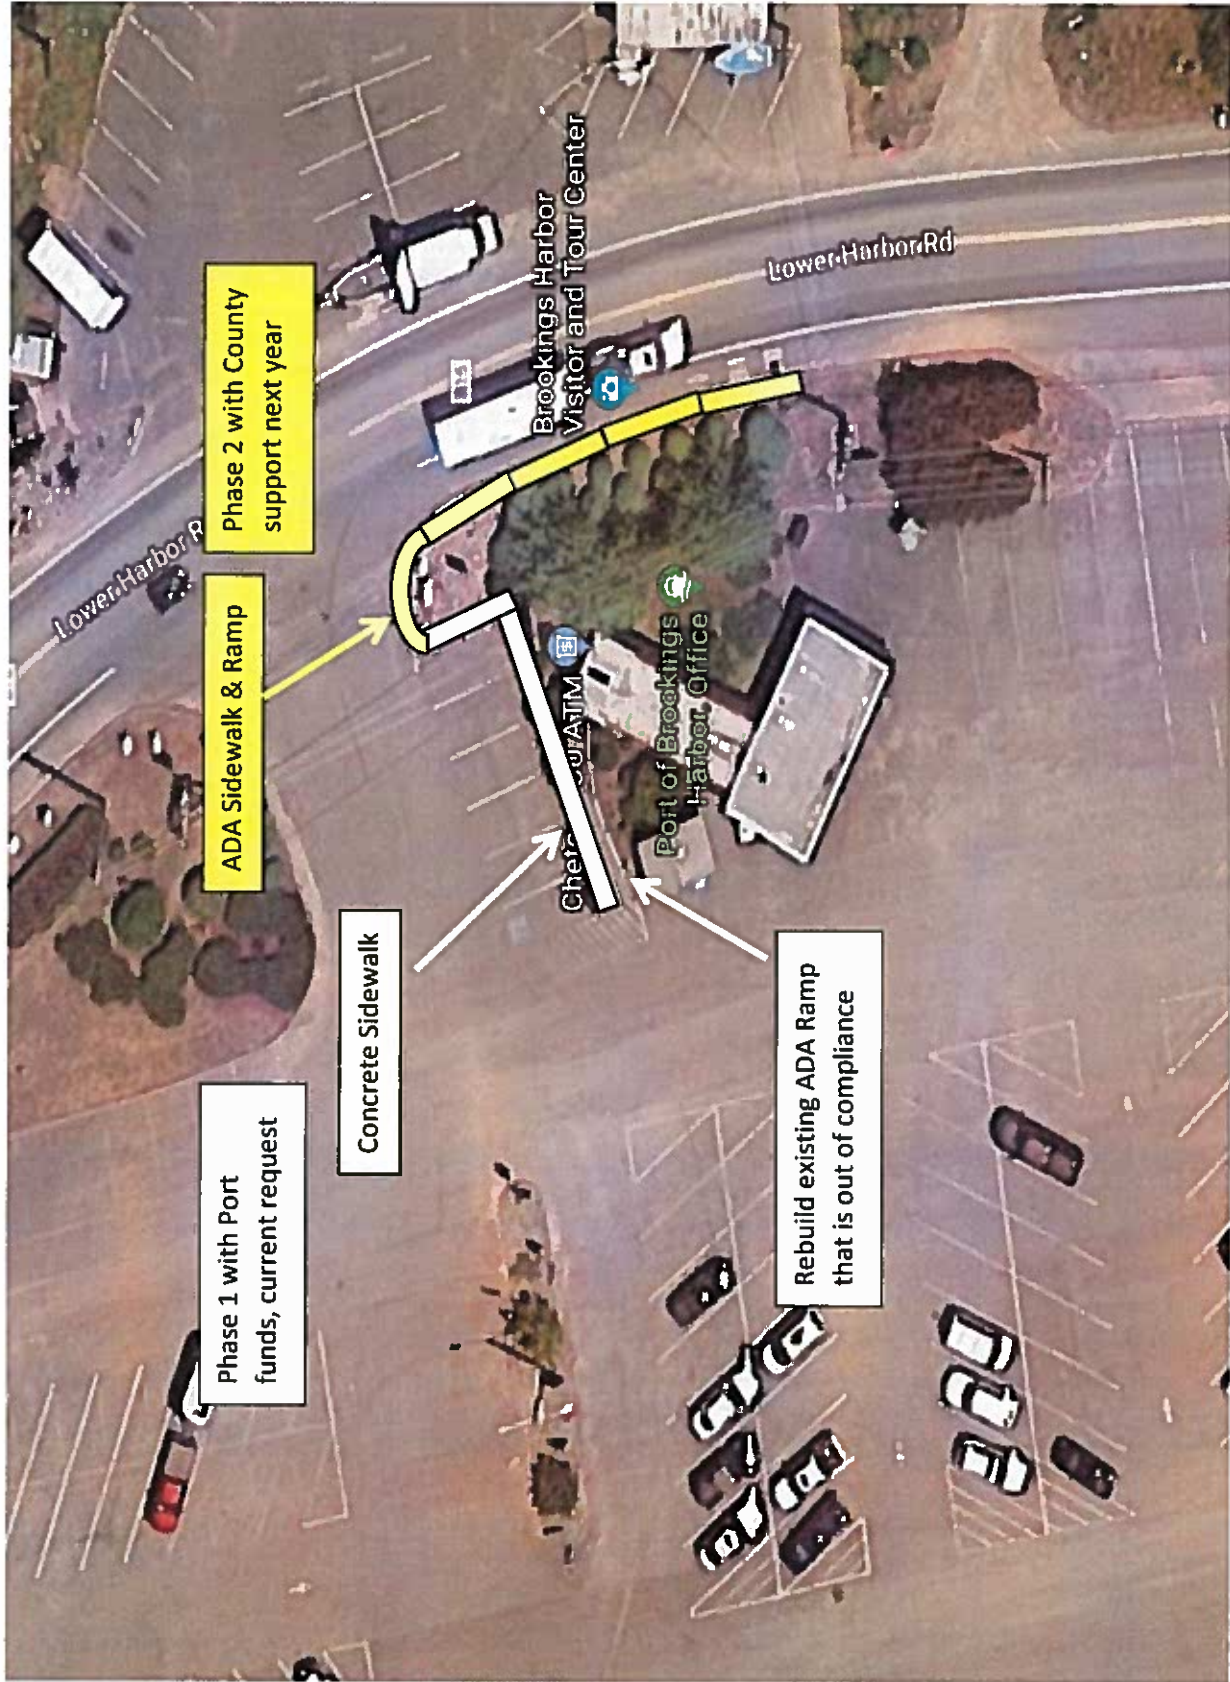 Phase 1 with Port
funds, current request
Concrete Sidewalk
ADA Sidewalk & Ramp
Phase 2 with County
support next year
Rebuild existing ADA Ramp
that is out of compliance
Lower Harbor R
Lower Harbor Rd
Brookings Harbor
Visitor and Tour Center
ATM
Port of Brookings
Harbor Office